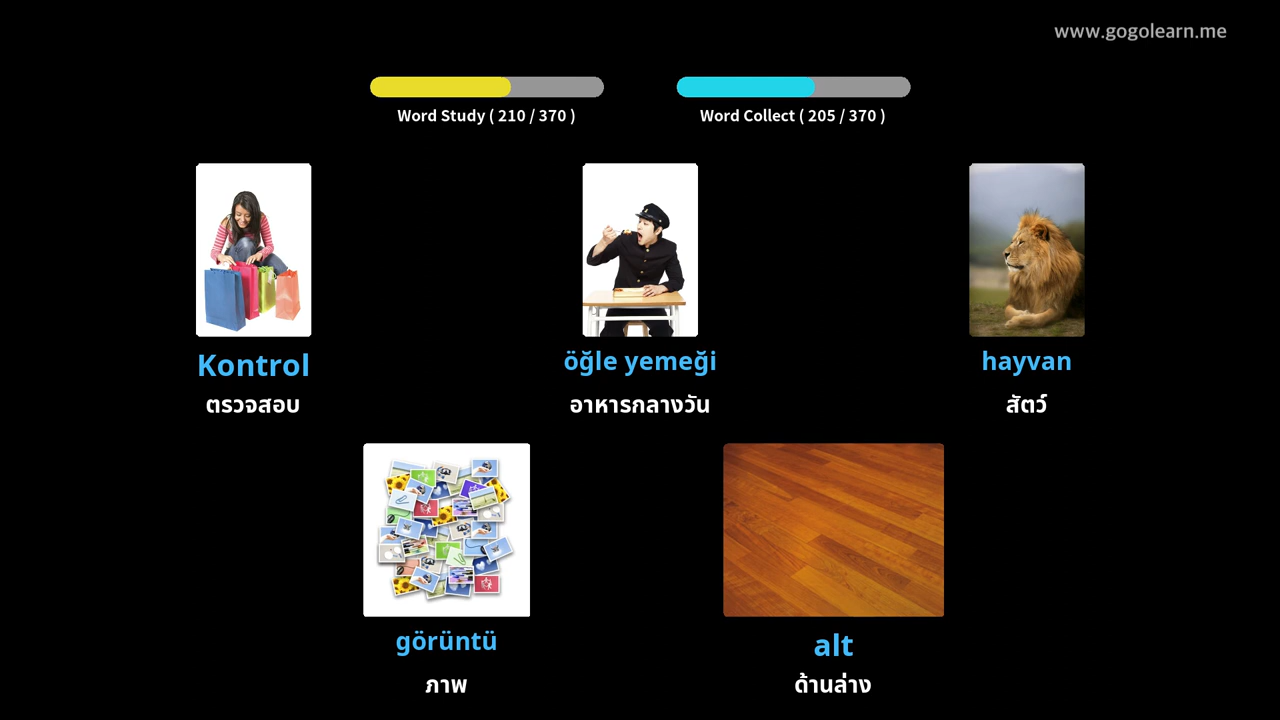 www.gogolearn.me
Word Study ( 210 / 370 )
Word Collect ( 205 / 370 )
Kontrol
ตรวจสอบ
öğle yemeği
อาหารกลางวัน
hayvan
สัตว์
görüntü
ภาพ
alt
ด้านล่าง